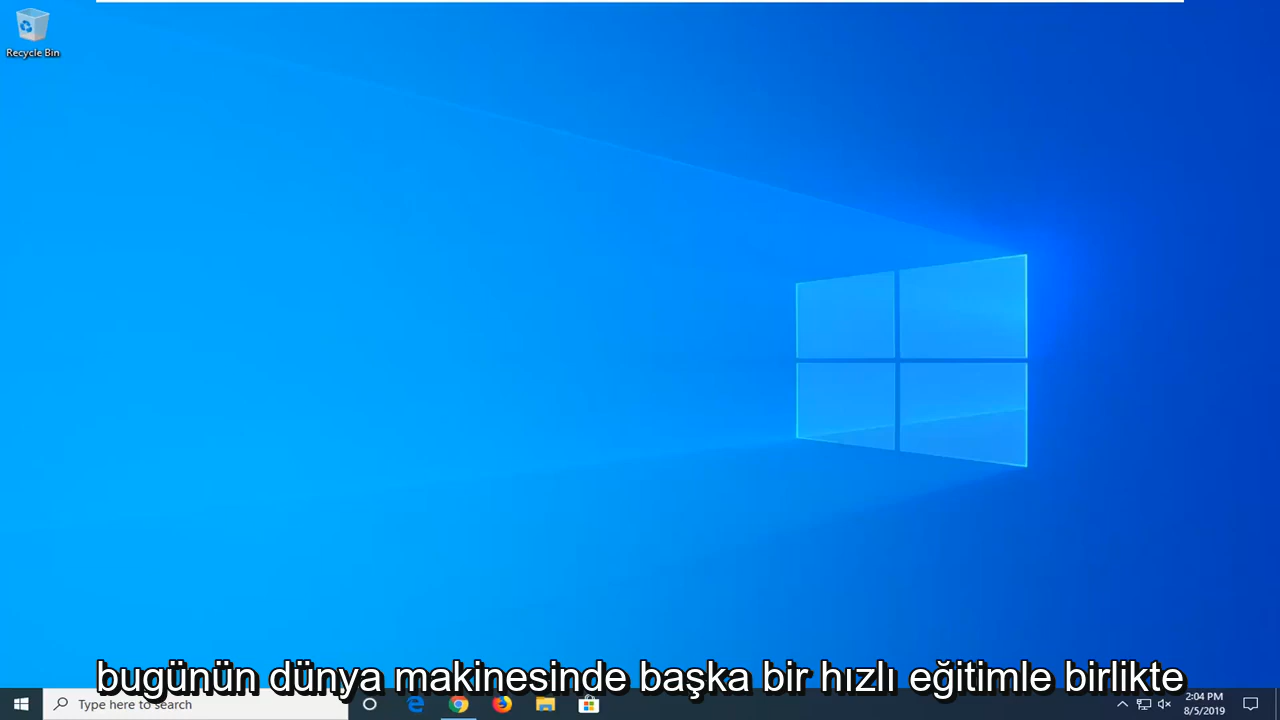 Recycle Bin
bugünün dünya makinesinde başka bir hızlı eğitimle birlikte
Type here to search
2:04 PM
8/5/2019